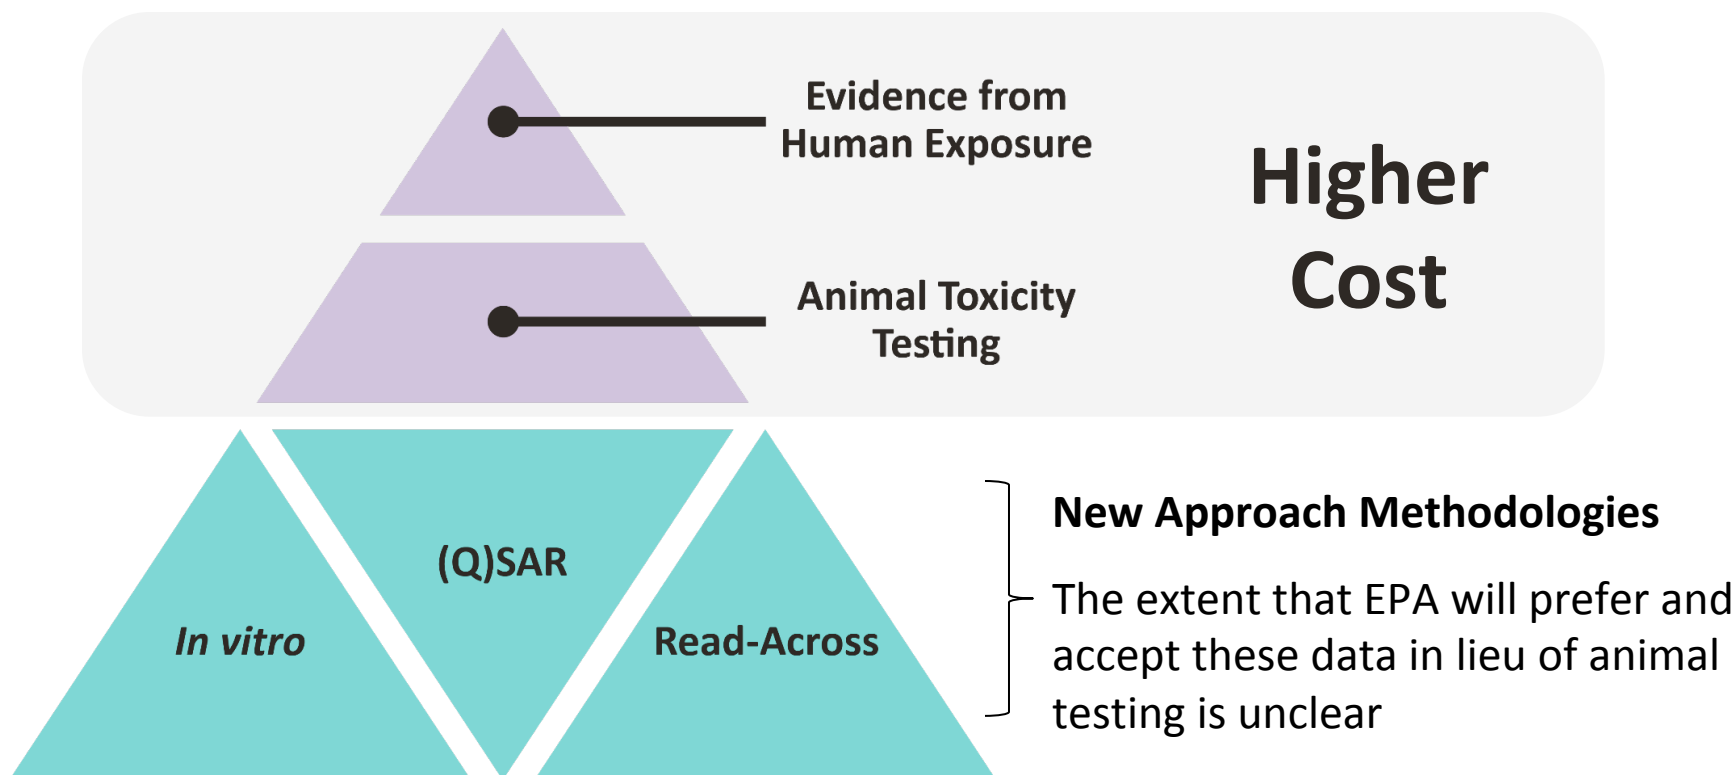 Evidence from
Human Exposure
Higher
Cost
Animal Toxicity
Testing
(Q)SAR
In vitro
Read-Across
New Approach Methodologies
The extent that EPA will prefer and
accept these data in lieu of animal
testing is unclear